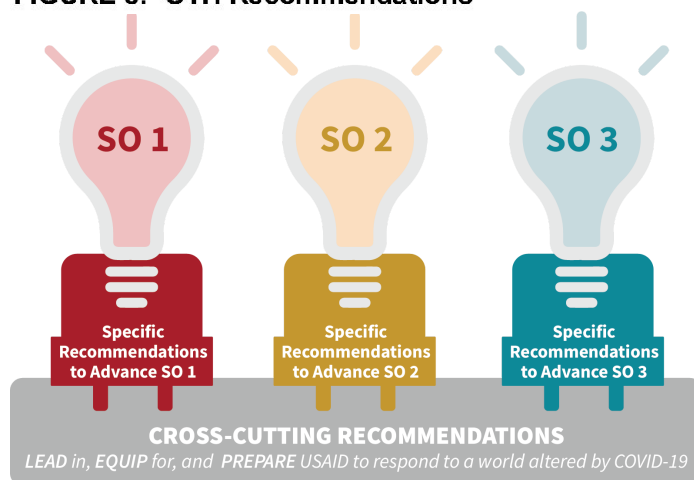 Recommendations
SO 1
SO 2
SO 3
Specific
Recommendations
to Advance SO 1
Specific
Recommendations
to Advance SO 2
Specific
Recommendations
to Advance SO 3
CROSS-CUTTING RECOMMENDATIONS
LEAD in, EQUIP for, and PREPARE USAID to respond to a world altered by COVID-19